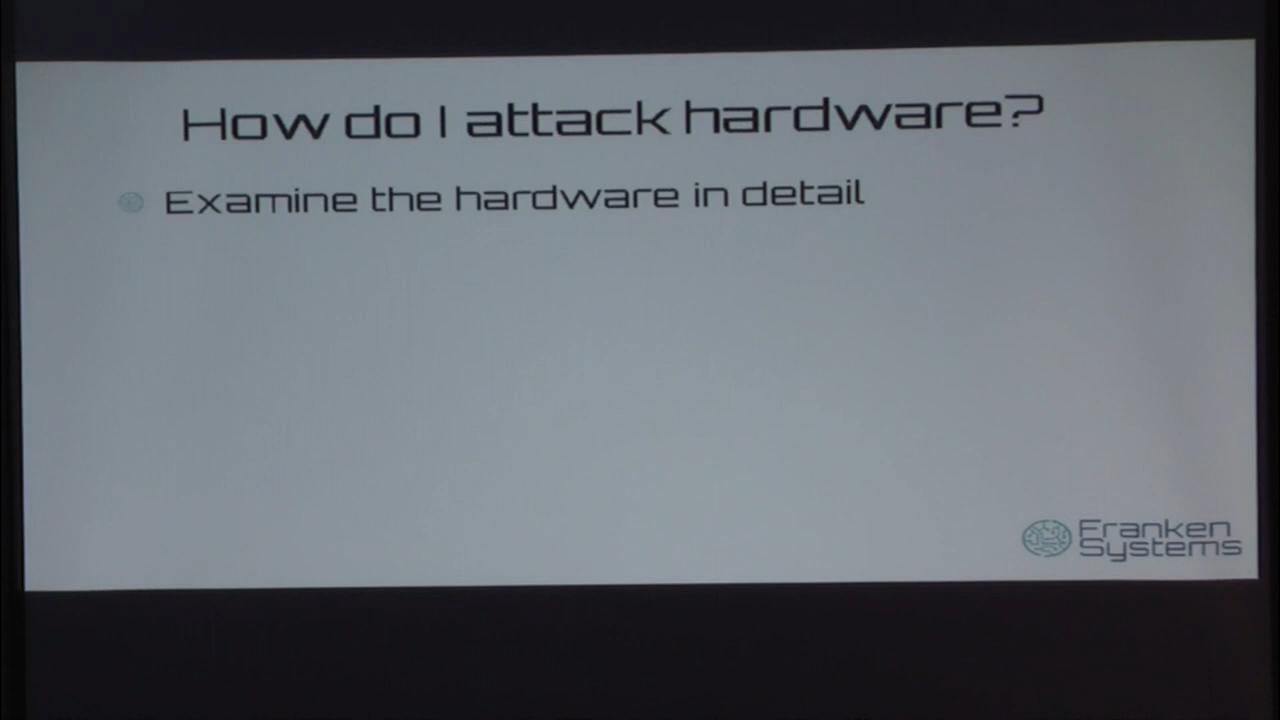 How do I attack hardware?
Examine the hardware in detail
Franken
Systems